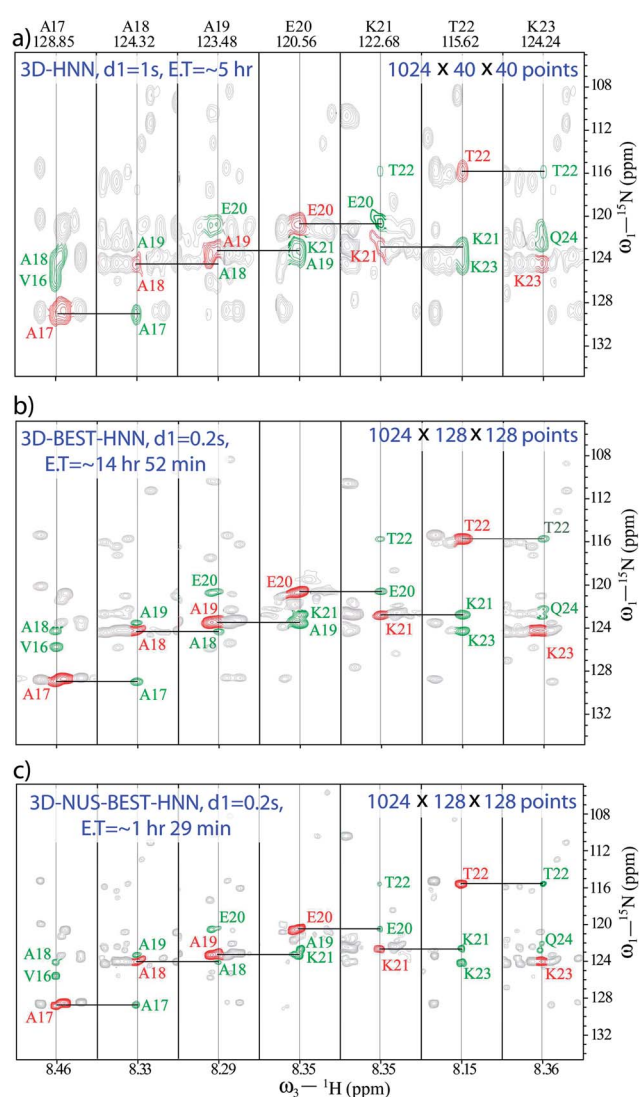 A17 A18 A19 E20 K21 T22 K23
128.85 124.32 123.48 120.56 122.68 115.62 124.24
a)
3D-HNN, d1=1s, E.T=~5 hr
1024 x 40 x 40 points
108
112
T22
T22
T22
116
E20
E20
E20
120
A18
A19
A19
K21
K21
Q24
V16
A18
A18
A19
K21
K23
K23
124
A17
A17
128
132
ω1—15N (ppm)
b)
3D-BEST-HNN, d1=0.2s,
E.T=~14 hr 52 min
1024 x 128 x 128 points
108
112
T22
T22
T22
116
E20
E20
E20
120
A18
A19
A19
K21
K21
Q24
V16
A18
A18
A19
K21
K23
K23
124
A17
A17
128
132
ω1—15N (ppm)
c)
3D-NUS-BEST-HNN, d1=0.2s,
E.T=~1 hr 29 min
1024 x 128 x 128 points
108
112
T22
T22
T22
116
E20
E20
E20
120
A18
A19
A19
A19
K21
Q24
V16
A18
A18
K21
K21
K23
K23
124
A17
A17
128
132
ω1—15N (ppm)
8.46 8.33 8.29 8.35 8.35 8.15 8.36
ω3—1H (ppm)